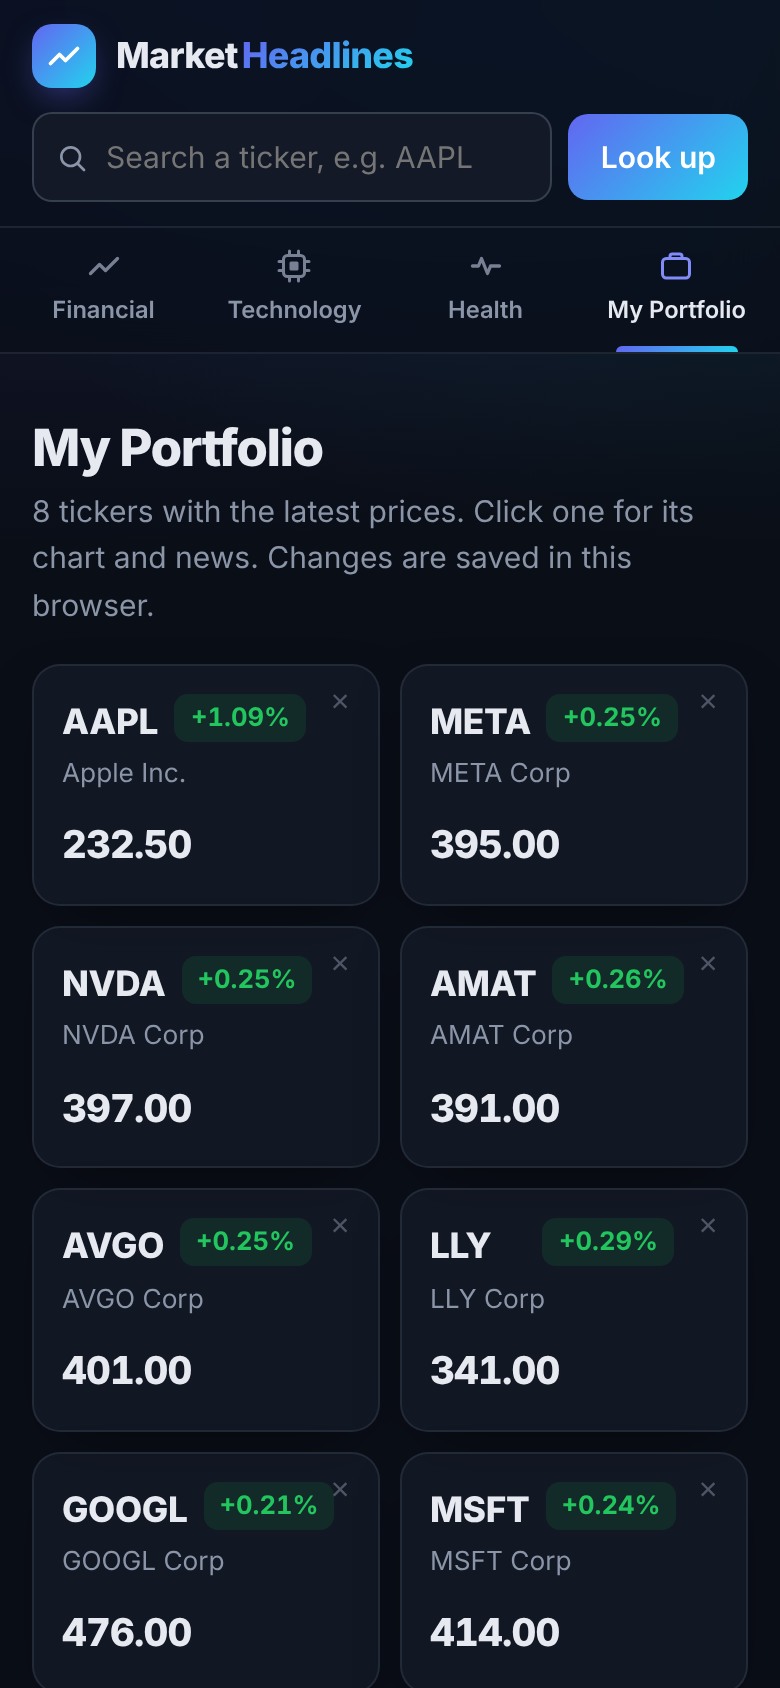 MarketHeadlines
Search a ticker, e.g. AAPL
Look up
Financial
Technology
Health
My Portfolio
My Portfolio
8 tickers with the latest prices. Click one for its
chart and news. Changes are saved in this
browser.
AAPL +1.09% ×
Apple Inc.
232.50
META +0.25% ×
META Corp
395.00
NVDA +0.25% ×
NVDA Corp
397.00
AMAT +0.26% ×
AMAT Corp
391.00
AVGO +0.25% ×
AVGO Corp
401.00
LLY +0.29% ×
LLY Corp
341.00
GOOGL +0.21% ×
GOOGL Corp
476.00
MSFT +0.24% ×
MSFT Corp
414.00